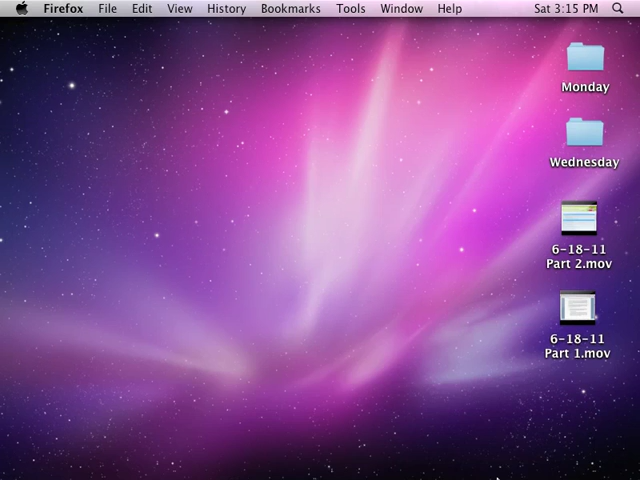 Firefox File Edit View History Bookmarks Tools Window Help Sat 3:15 PM
Monday
Wednesday
6-18-11
Part 2.mov
6-18-11
Part 1.mov